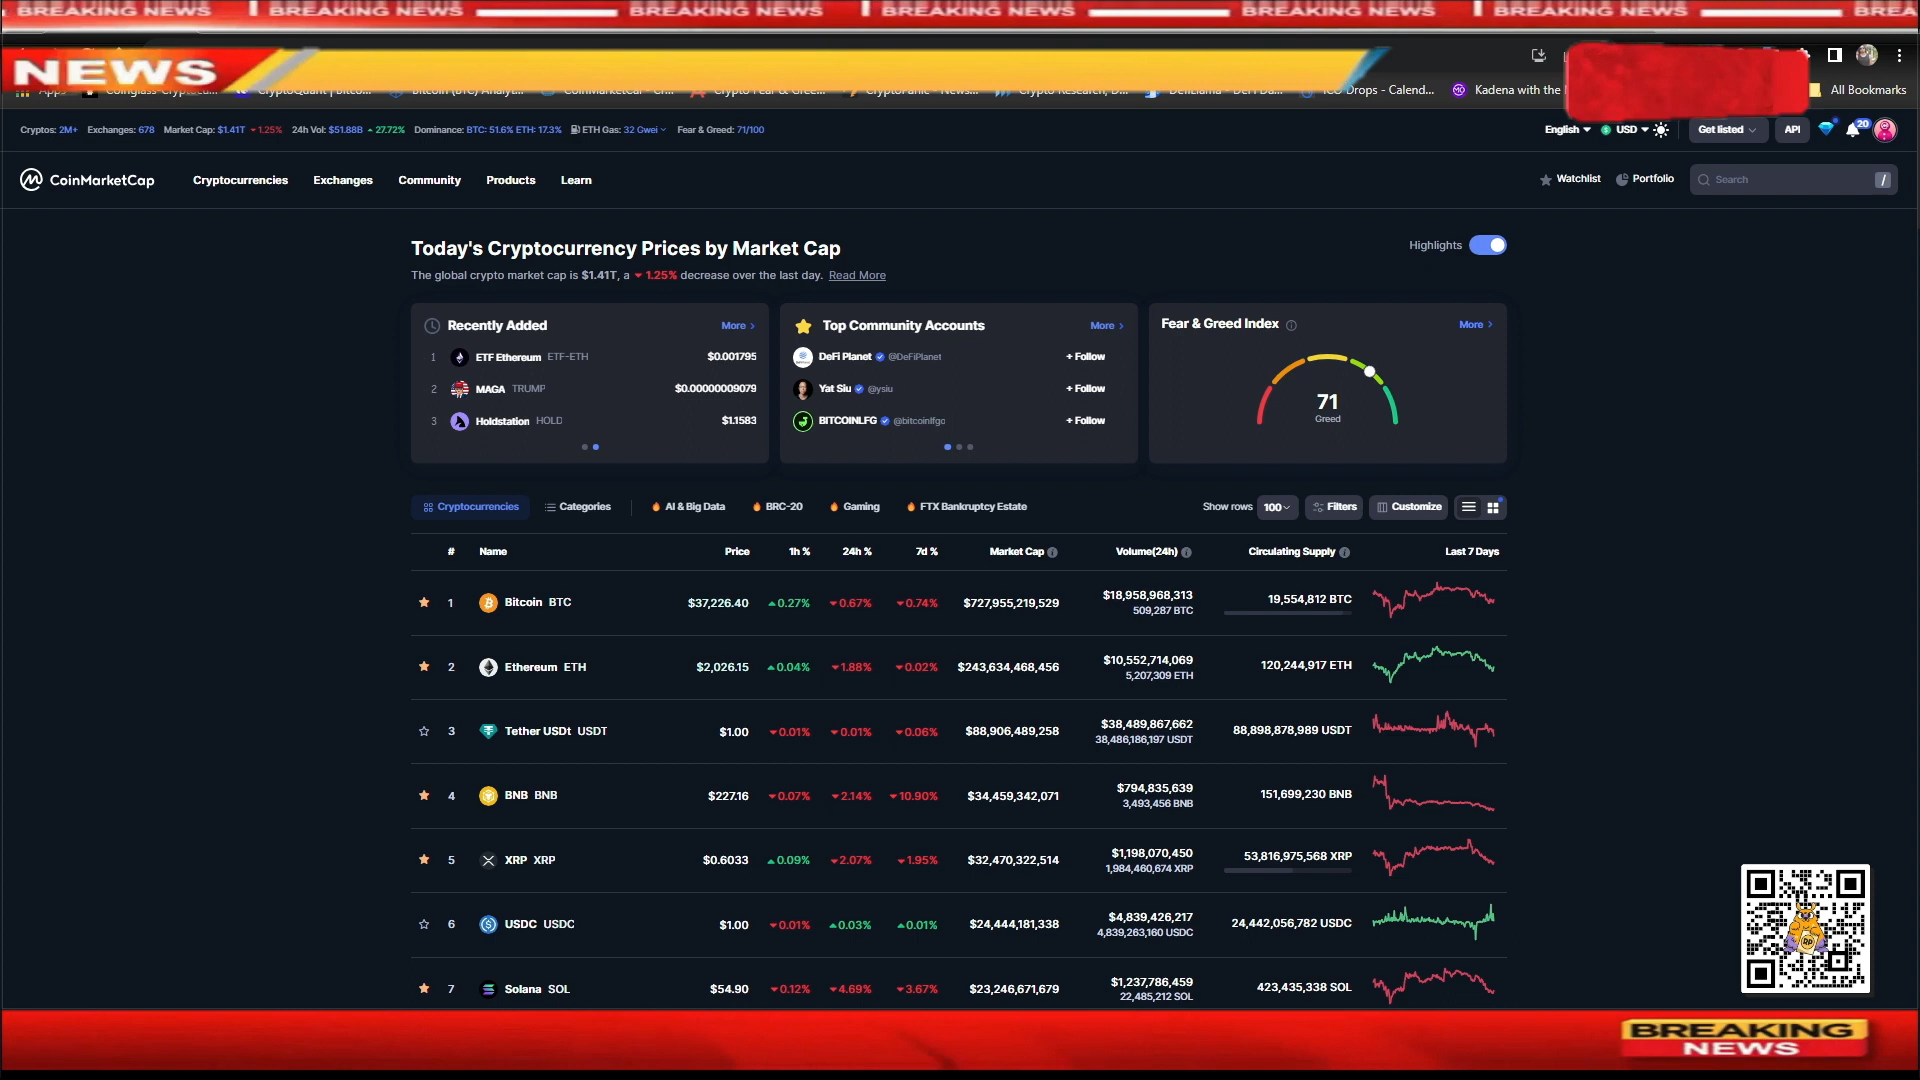 BREAKING NEWS BREAKING NEWS BREAKING NEWS BREAKING NEWS BREAKING NEWS BREAKING NEWS BREA
NEWS
All Bookmarks
Cryptos: 2M+ Exchanges: 678 Market Cap: $1.41T 1.25% 24h Vol: $51.88B 27.72% Dominance: BTC: 51.6% ETH: 17.3% ETH Gas: 32 Gwei Fear & Greed: 71/100
English USD Get listed API 20
CoinMarketCap Cryptocurrencies Exchanges Community Products Learn
Watchlist Portfolio Search /
Today's Cryptocurrency Prices by Market Cap
Highlights
The global crypto market cap is $1.41T, a 1.25% decrease over the last day. Read More
Recently Added More >
1 ETF Ethereum ETF-ETH $0.001795
2 MAGA TRUMP $0.00000009079
3 Holdstation HOLD $1.1583
Top Community Accounts More >
DeFi Planet @DeFiPlanet + Follow
Yat Siu @ysiu + Follow
BITCOINLFG @bitcoinlfgo + Follow
Fear & Greed Index More >
71
Greed
Cryptocurrencies Categories AI & Big Data BRC-20 Gaming FTX Bankruptcy Estate
Show rows 100 Filters Customize
# Name Price 1h % 24h % 7d % Market Cap Volume(24h) Circulating Supply Last 7 Days
1 Bitcoin BTC $37,226.40 0.27% 0.67% 0.74% $727,955,219,529 $18,958,968,313 19,554,812 BTC
509,287 BTC
2 Ethereum ETH $2,026.15 0.04% 1.88% 0.02% $243,634,468,456 $10,552,714,069 120,244,917 ETH
5,207,309 ETH
3 Tether USDt USDT $1.00 0.01% 0.01% 0.06% $88,906,489,258 $38,489,867,662 88,898,878,989 USDT
38,486,186,197 USDT
4 BNB BNB $227.16 0.07% 2.14% 10.90% $34,459,342,071 $794,835,639 151,699,230 BNB
3,493,456 BNB
5 XRP XRP $0.6033 0.09% 2.07% 1.95% $32,470,322,514 $1,198,070,450 53,816,975,568 XRP
1,984,460,674 XRP
6 USDC USDC $1.00 0.01% 0.03% 0.01% $24,444,181,338 $4,839,426,217 24,442,056,782 USDC
4,839,263,160 USDC
7 Solana SOL $54.90 0.12% 4.69% 3.67% $23,246,671,679 $1,237,786,459 423,435,338 SOL
22,485,212 SOL
RP
BREAKING
NEWS